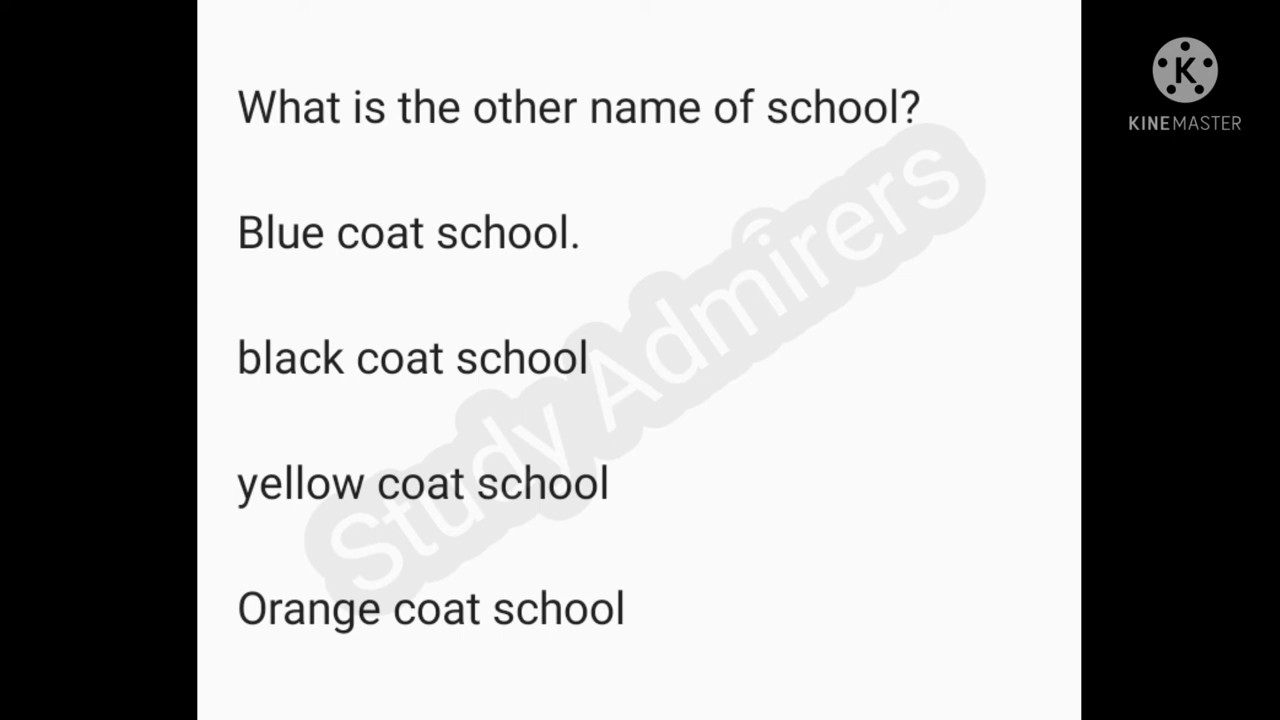 What is the other name of school?
Blue coat school.
black coat school
yellow coat school
Orange coat school
Study Admirers
K
KINEMASTER